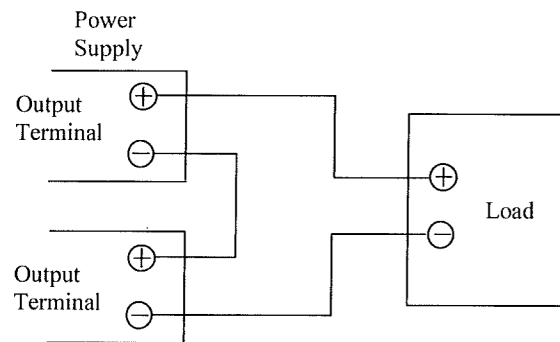 Power
Supply
Output
Terminal
+
−
Load
+
−
Output
Terminal
+
−